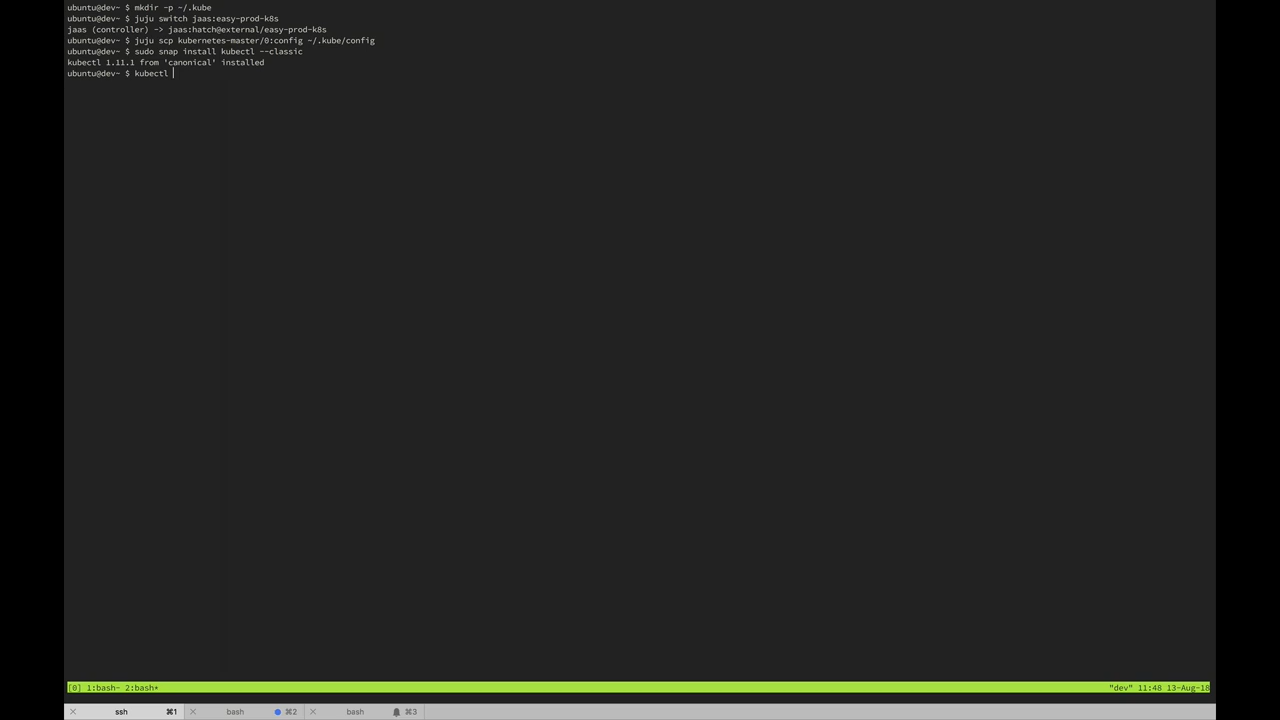 ubuntu@dev~ $ mkdir -p ~/.kube
ubuntu@dev~ $ juju switch jaas:easy-prod-k8s
jaas (controller) -> jaas:hatch@external/easy-prod-k8s
ubuntu@dev~ $ juju scp kubernetes-master/0:config ~/.kube/config
ubuntu@dev~ $ sudo snap install kubectl --classic
kubectl 1.11.1 from 'canonical' installed
ubuntu@dev~ $ kubectl
[0] 1:bash- 2:bash* "dev" 11:48 13-Aug-18
ssh ⌘1 bash ⌘2 bash ⌘3